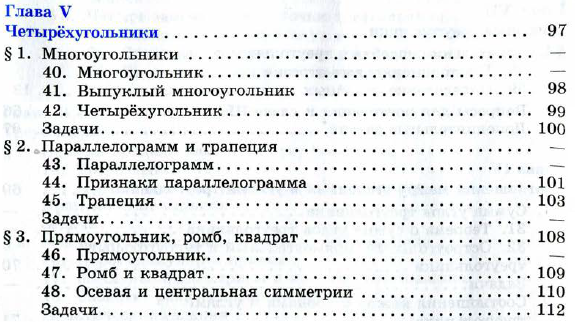 Глава V
Четырёхугольники ............................................. 97
§ 1. Многоугольники
40. Многоугольник ............................................. —
41. Выпуклый многоугольник ............................. 98
42. Четырёхугольник ......................................... 99
Задачи ............................................................. 100
§ 2. Параллелограмм и трапеция
43. Параллелограмм .......................................... —
44. Признаки параллелограмма ........................ 101
45. Трапеция ..................................................... 103
Задачи ............................................................. —
§ 3. Прямоугольник, ромб, квадрат ..................... 108
46. Прямоугольник ............................................ —
47. Ромб и квадрат ............................................ 109
48. Осевая и центральная симметрии ............... 110
Задачи ............................................................. 112